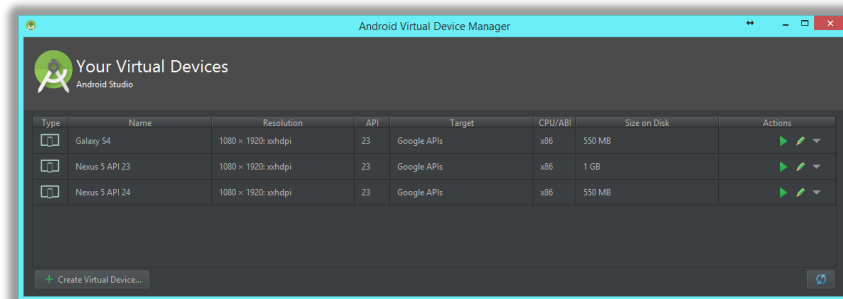 Android Virtual Device Manager
Your Virtual Devices
Android Studio
Type Name Resolution API Target CPU/ABI Size on Disk Actions
Galaxy S4 1080 × 1920: xxhdpi 23 Google APIs x86 550 MB
Nexus 5 API 23 1080 × 1920: xxhdpi 23 Google APIs x86 1 GB
Nexus 5 API 24 1080 × 1920: xxhdpi 23 Google APIs x86 550 MB
Create Virtual Device...